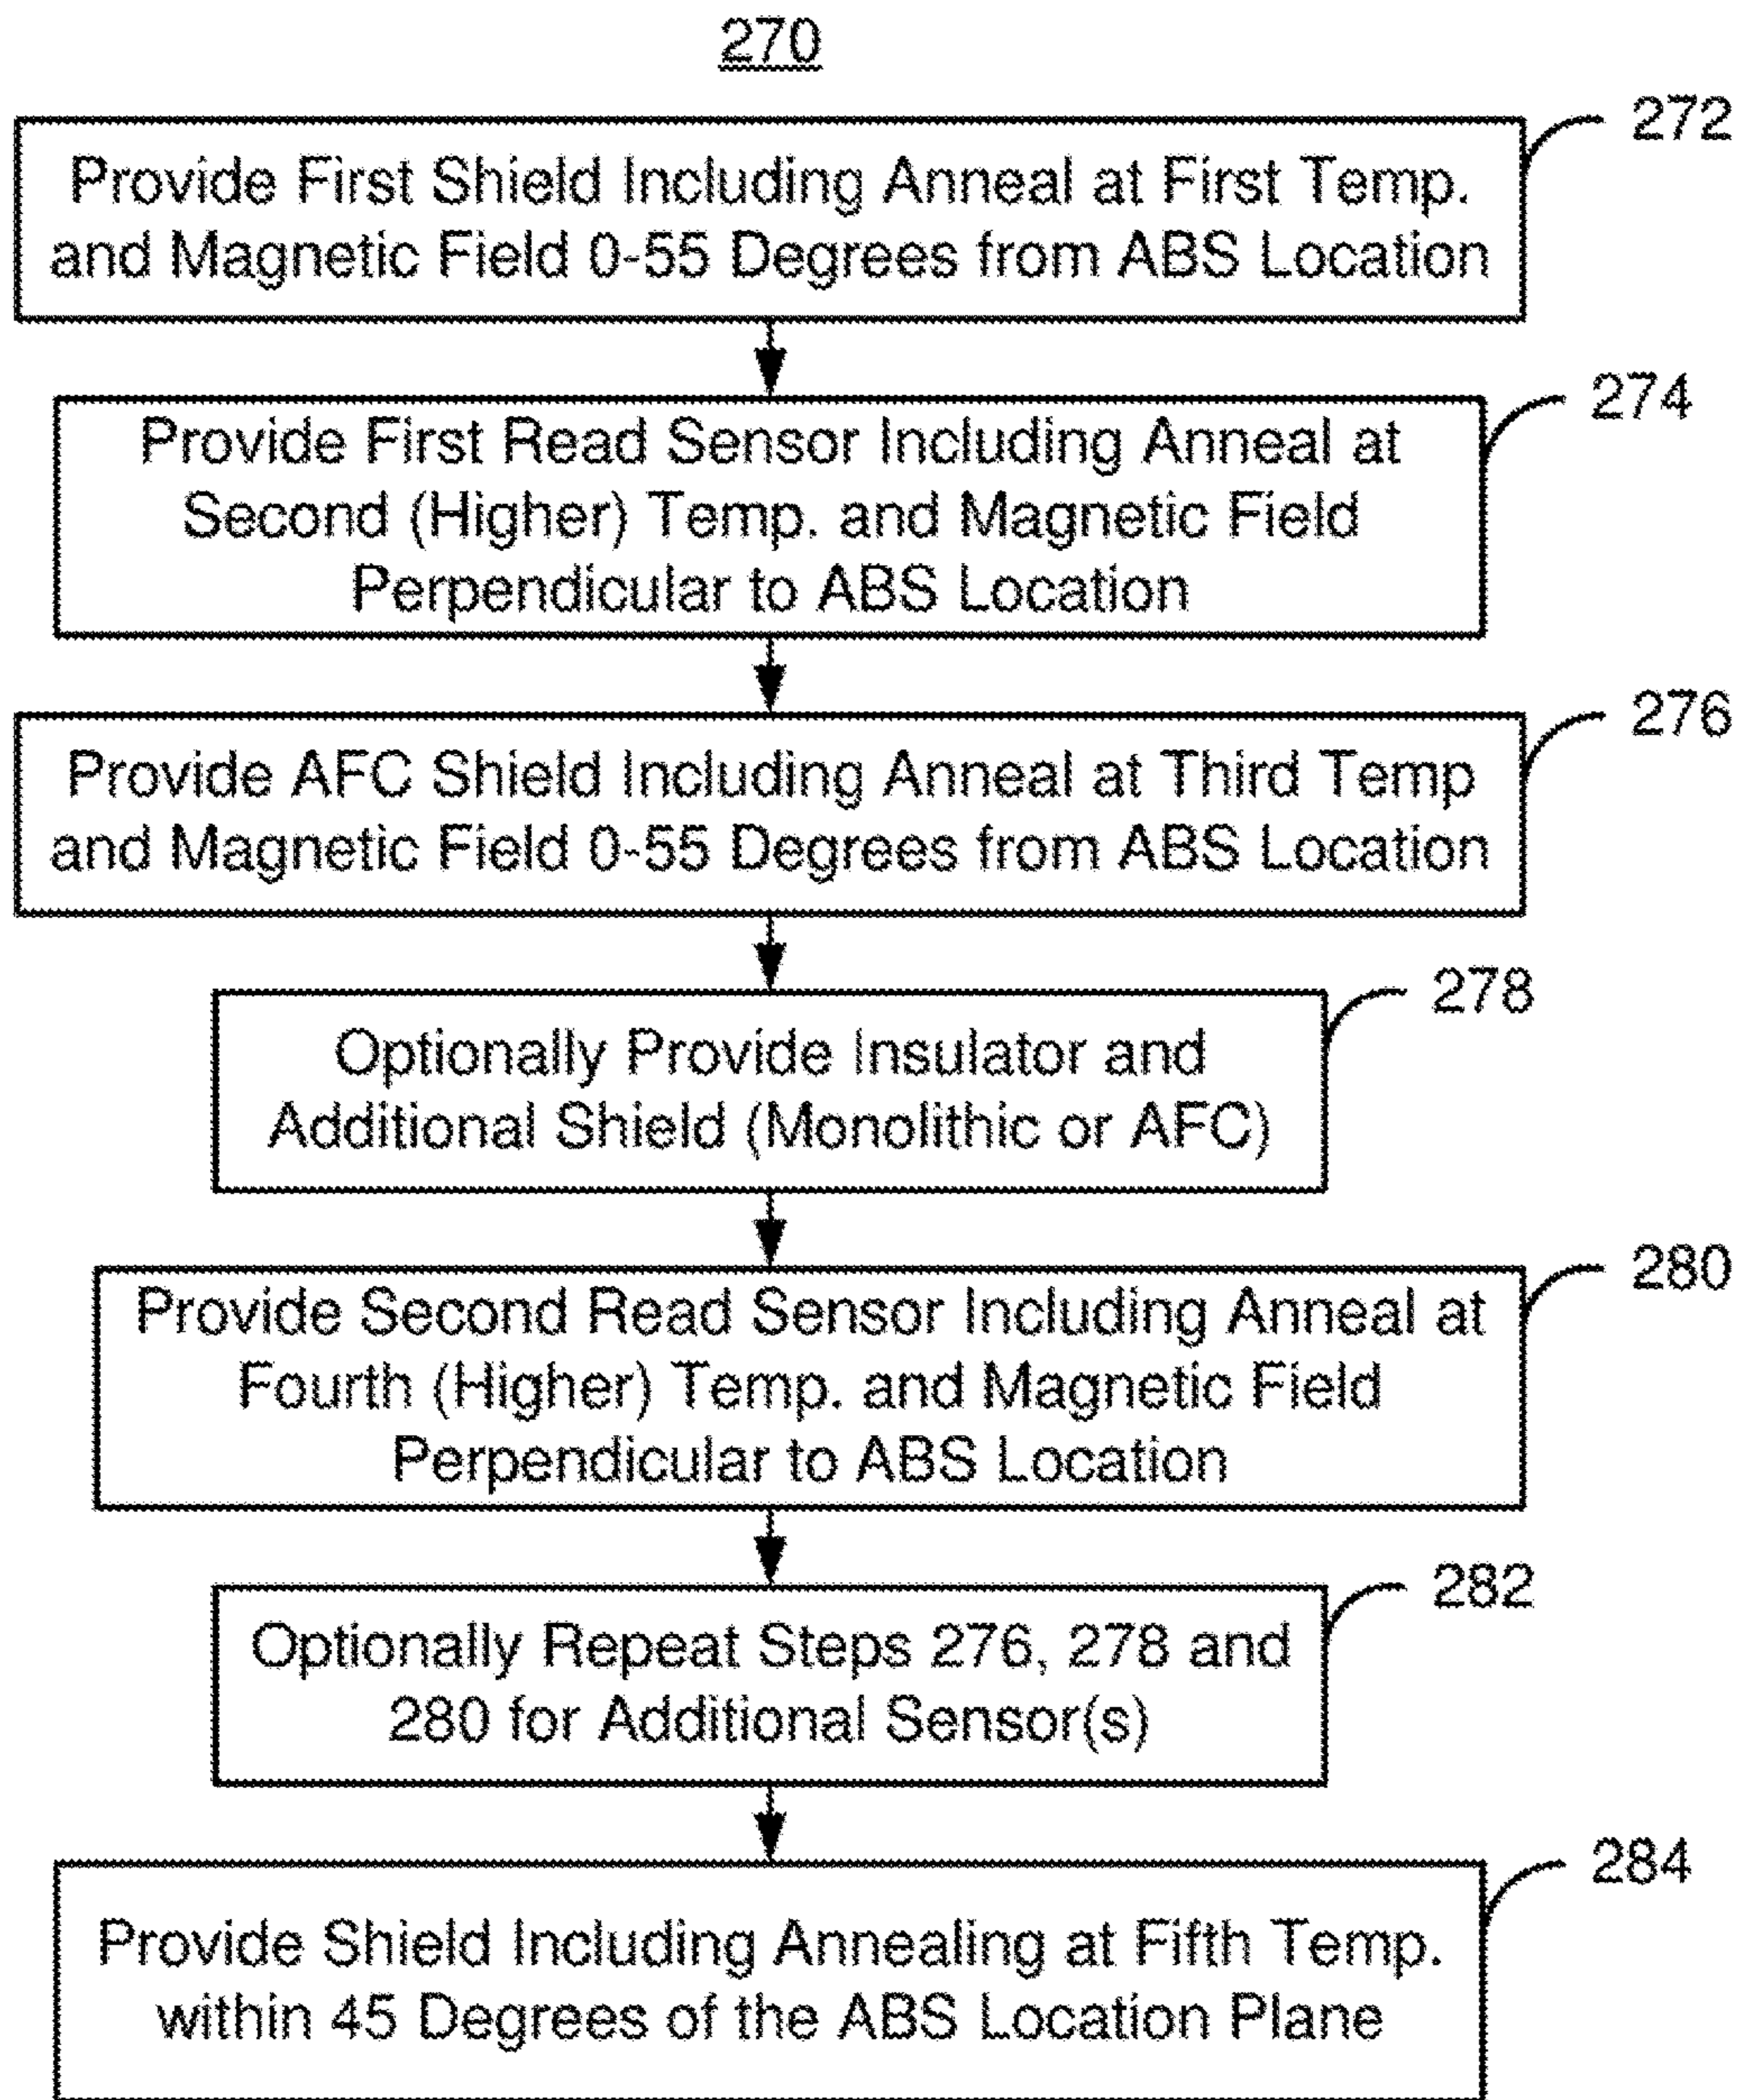 270
272
Provide First Shield Including Anneal at First Temp.
and Magnetic Field 0-55 Degrees from ABS Location
274
Provide First Read Sensor Including Anneal at
Second (Higher) Temp. and Magnetic Field
Perpendicular to ABS Location
276
Provide AFC Shield Including Anneal at Third Temp
and Magnetic Field 0-55 Degrees from ABS Location
278
Optionally Provide Insulator and
Additional Shield (Monolithic or AFC)
280
Provide Second Read Sensor Including Anneal at
Fourth (Higher) Temp. and Magnetic Field
Perpendicular to ABS Location
282
Optionally Repeat Steps 276, 278 and
280 for Additional Sensor(s)
284
Provide Shield Including Annealing at Fifth Temp.
within 45 Degrees of the ABS Location Plane